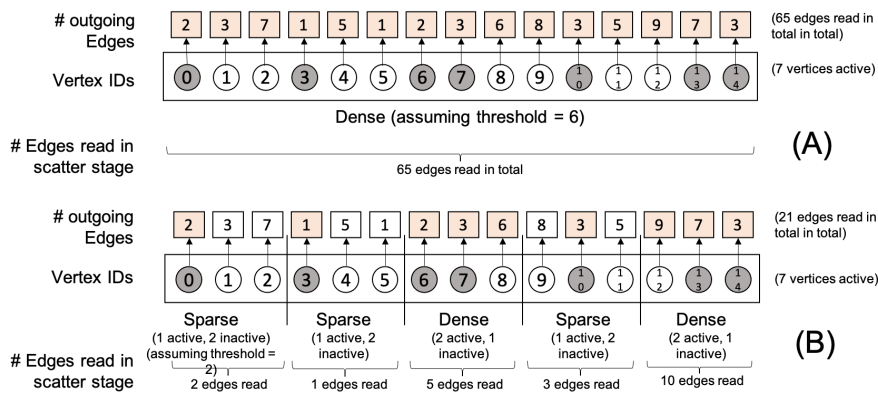 # outgoing
Edges
2 3 7 1 5 1 2 3 6 8 3 5 9 7 3
(65 edges read in
total in total)
Vertex IDs
0 1 2 3 4 5 6 7 8 9 10 11 12 13 14
(7 vertices active)
Dense (assuming threshold = 6)
(A)
# Edges read in
scatter stage
65 edges read in total
# outgoing
Edges
2 3 7 1 5 1 2 3 6 8 3 5 9 7 3
(21 edges read in
total in total)
Vertex IDs
0 1 2 3 4 5 6 7 8 9 10 11 12 13 14
(7 vertices active)
Sparse
(1 active, 2 inactive)
(assuming threshold =
2)
Sparse
(1 active, 2
inactive)
Dense
(2 active, 1
inactive)
Sparse
(1 active, 2
inactive)
Dense
(2 active, 1
inactive)
(B)
# Edges read in
scatter stage
2 edges read
1 edges read
5 edges read
3 edges read
10 edges read